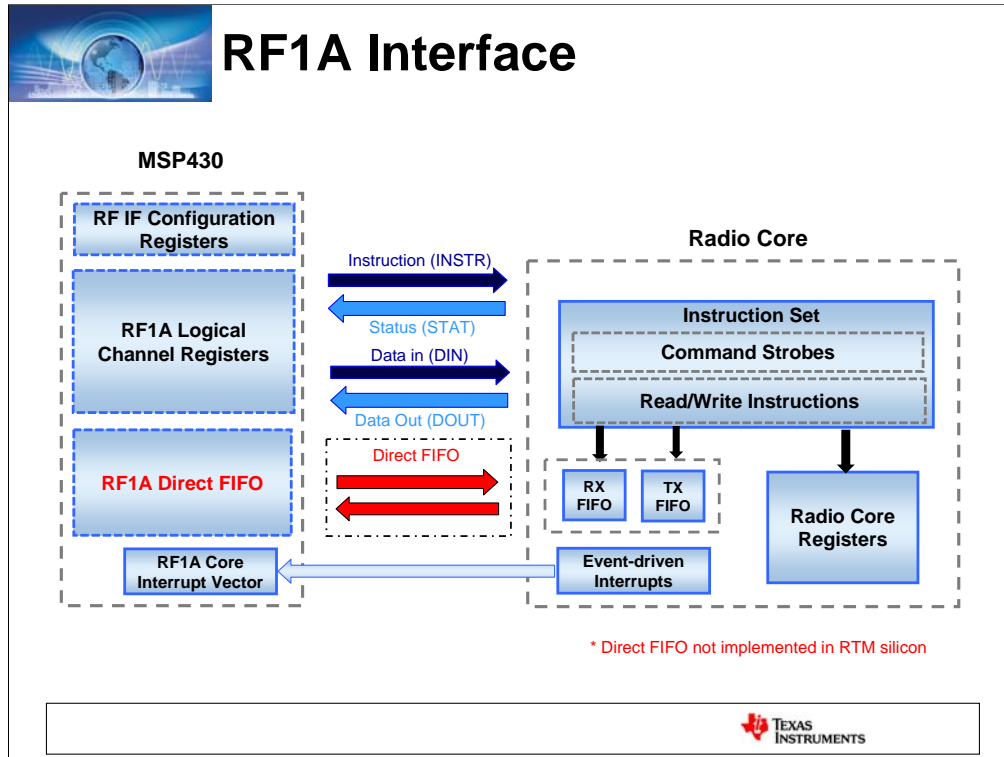 RF1A Interface
MSP430
RF IF Configuration
Registers
RF1A Logical
Channel Registers
RF1A Direct FIFO
RF1A Core
Interrupt Vector
Instruction (INSTR)
Status (STAT)
Data in (DIN)
Data Out (DOUT)
Direct FIFO
Radio Core
Instruction Set
Command Strobes
Read/Write Instructions
RX
FIFO
TX
FIFO
Radio Core
Registers
Event-driven
Interrupts
* Direct FIFO not implemented in RTM silicon
TEXAS
INSTRUMENTS